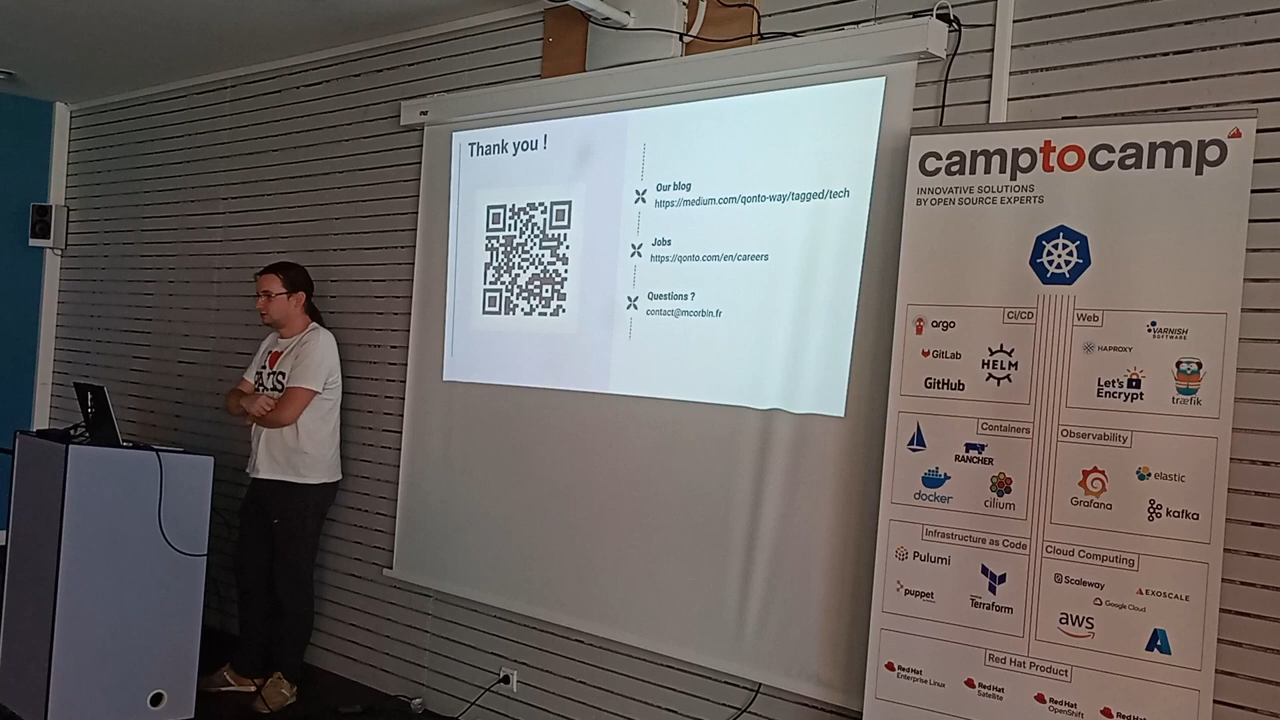 Thank you !
Our blog
https://medium.com/qonto-way/tagged/tech
Jobs
https://qonto.com/en/careers
Questions ?
contact@mcorbin.fr
I
camptocamp
INNOVATIVE SOLUTIONS
BY OPEN SOURCE EXPERTS
CI/CD
argo
GitLab
HELM
GitHub
Web
VARNISH
SOFTWARE
HAPROXY
Let's
Encrypt
træfik
Containers
RANCHER
docker
cilium
Observability
elastic
Grafana
kafka
Infrastructure as Code
Pulumi
puppet
Terraform
Cloud Computing
Scaleway
EXOSCALE
Google Cloud
aws
Red Hat Product
Red Hat
Enterprise Linux
Red Hat
Satellite
Red Hat
OpenShift
Red Hat